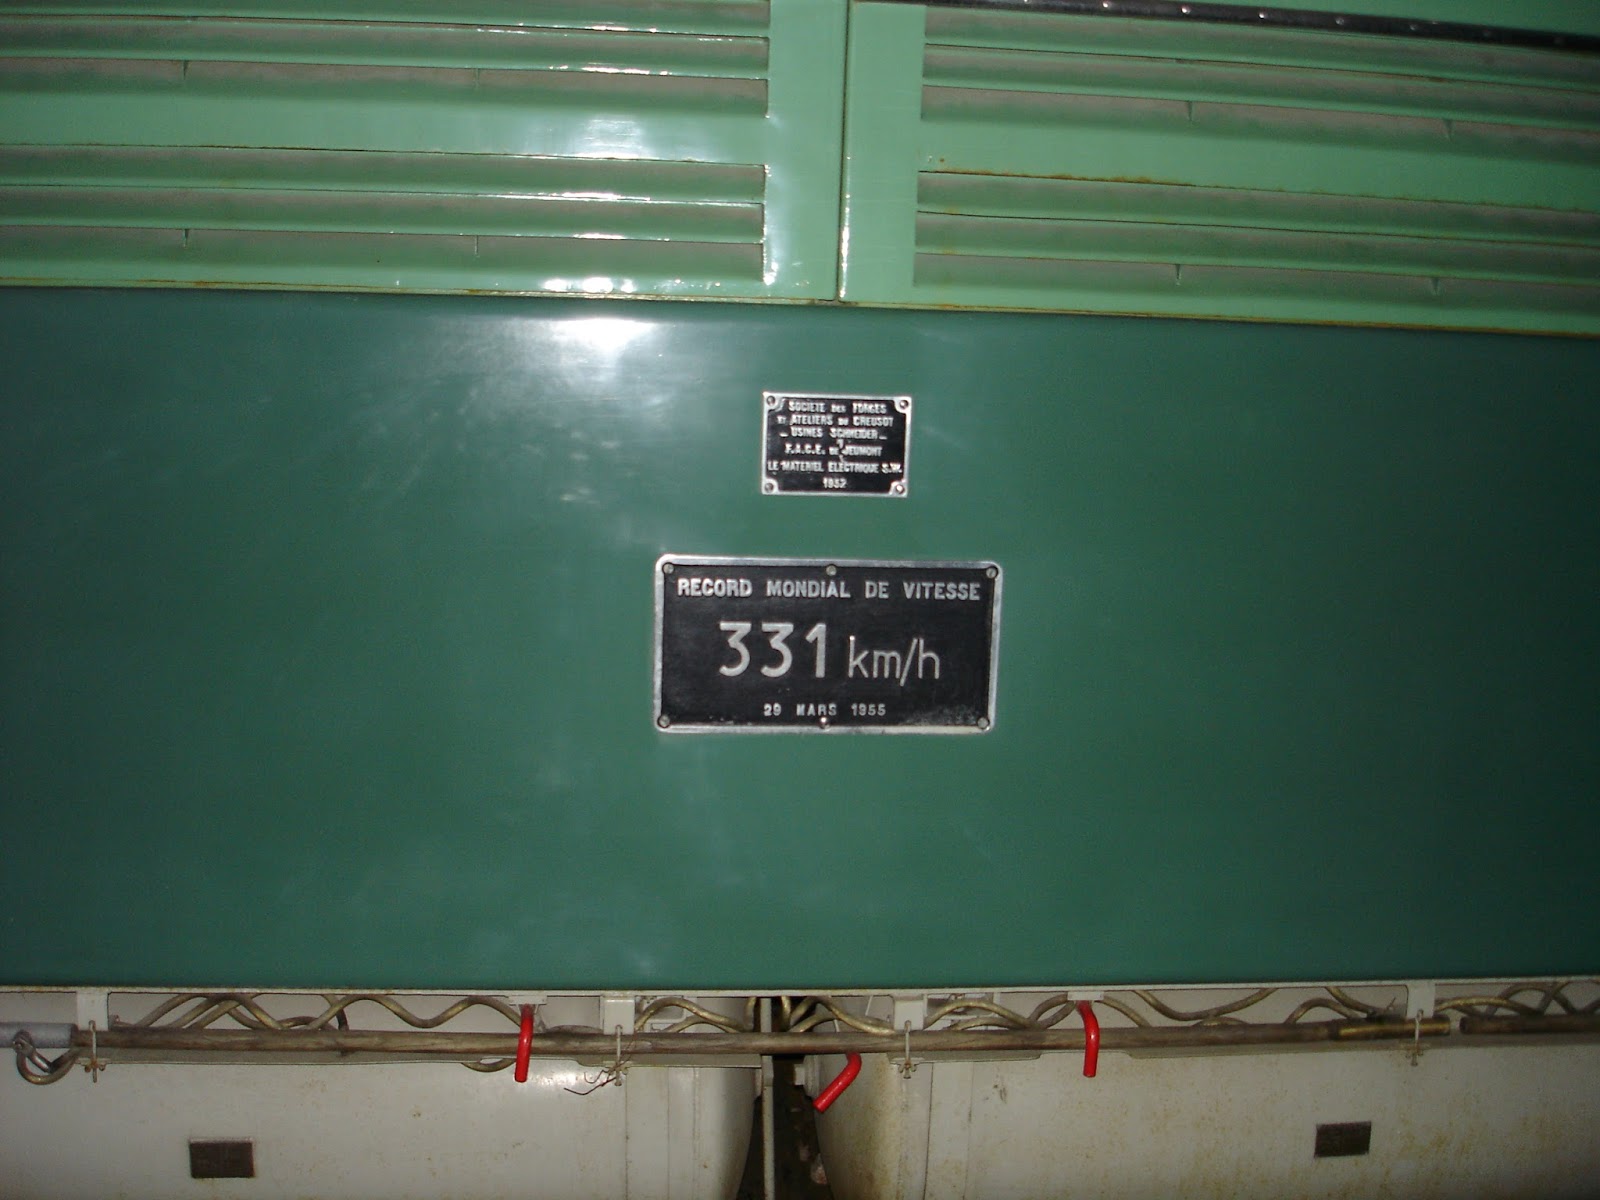 SOCIETE DES FORGES
ET ATELIERS DU CREUSOT
_ USINES SCHNEIDER _
F.A.C.E. DE JEUMONT
LE MATERIEL ELECTRIQUE S.W.
1952
RECORD MONDIAL DE VITESSE
331 km/h
29 MARS 1955